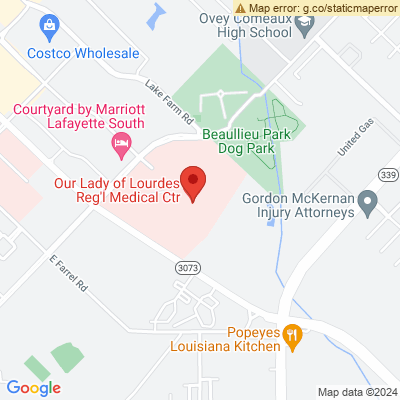 Map error: g.co/staticmaperror
Ovey Comeaux
High School
Costco Wholesale
Lake Farm Rd
Courtyard by Marriott
Lafayette South
Beaullieu Park
Dog Park
United Gas
339
Our Lady of Lourdes
Reg'l Medical Ctr
Gordon McKernan
Injury Attorneys
3073
E Farrel Rd
Popeyes
Louisiana Kitchen
Google
Map data ©2024